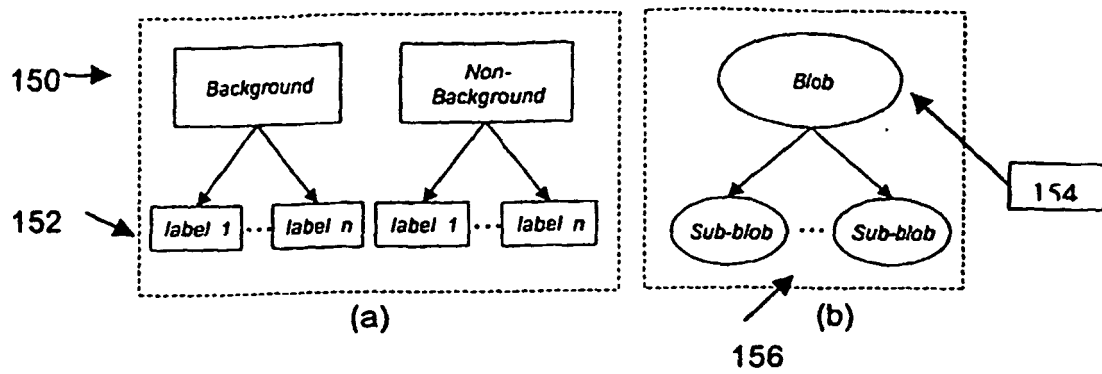 150
Background
Non-
Background
Blob
154
152
label 1 ... label n
label 1 ... label n
Sub-blob ... Sub-blob
(a)
(b)
156